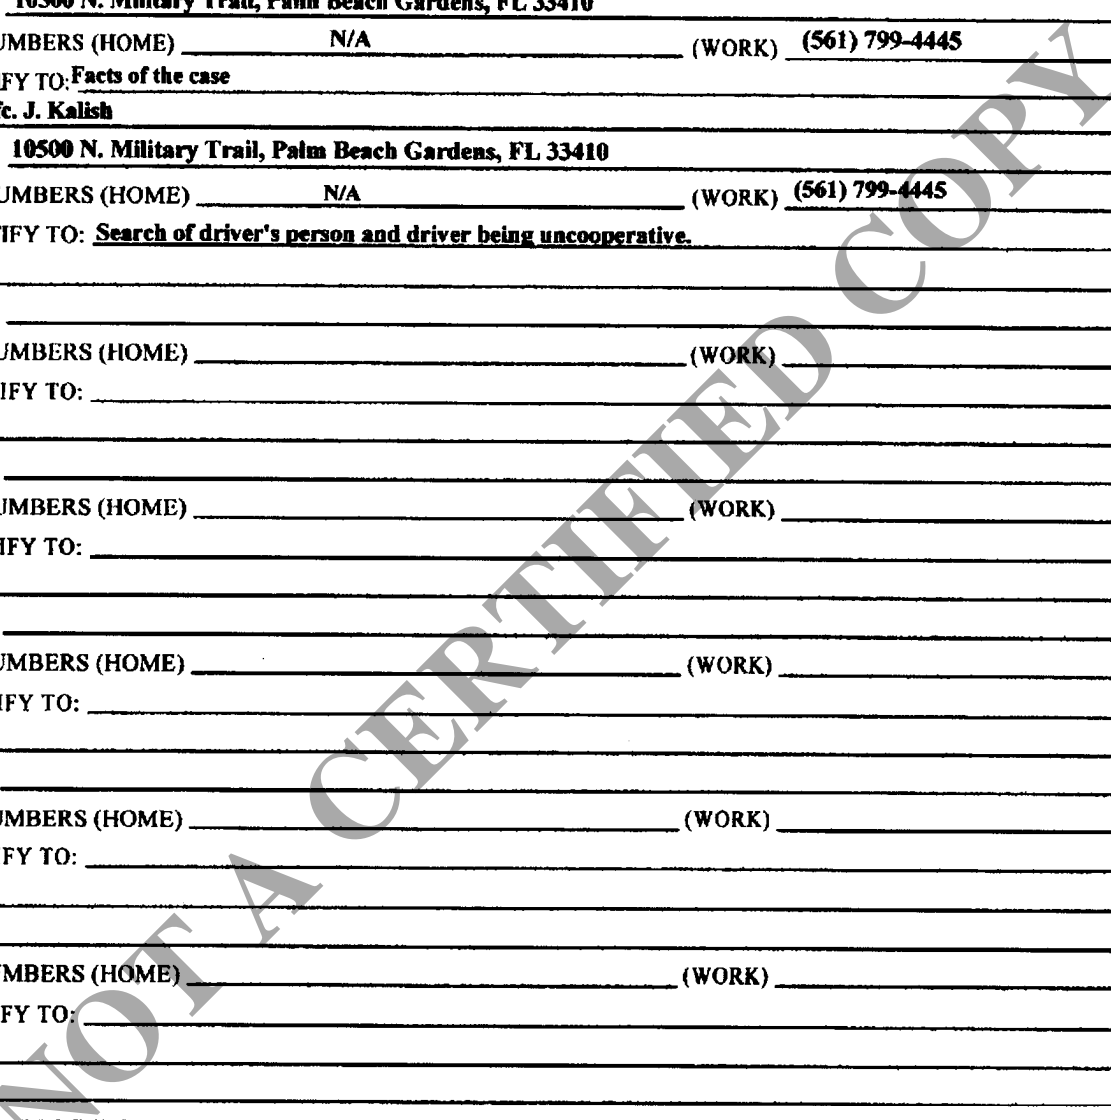 10500 N. Military Trail, Palm Beach Gardens, FL 33410
UMBERS (HOME) N/A (WORK) (561) 799-4445
FY TO: Facts of the case
fc. J. Kalish
10500 N. Military Trail, Palm Beach Gardens, FL 33410
UMBERS (HOME) N/A (WORK) (561) 799-4445
IFY TO: Search of driver's person and driver being uncooperative.
UMBERS (HOME) (WORK)
IFY TO:
UMBERS (HOME) (WORK)
IFY TO:
UMBERS (HOME) (WORK)
IFY TO:
UMBERS (HOME) (WORK)
FY TO:
UMBERS (HOME) (WORK)
FY TO:
NOT A CERTIFIED COPY